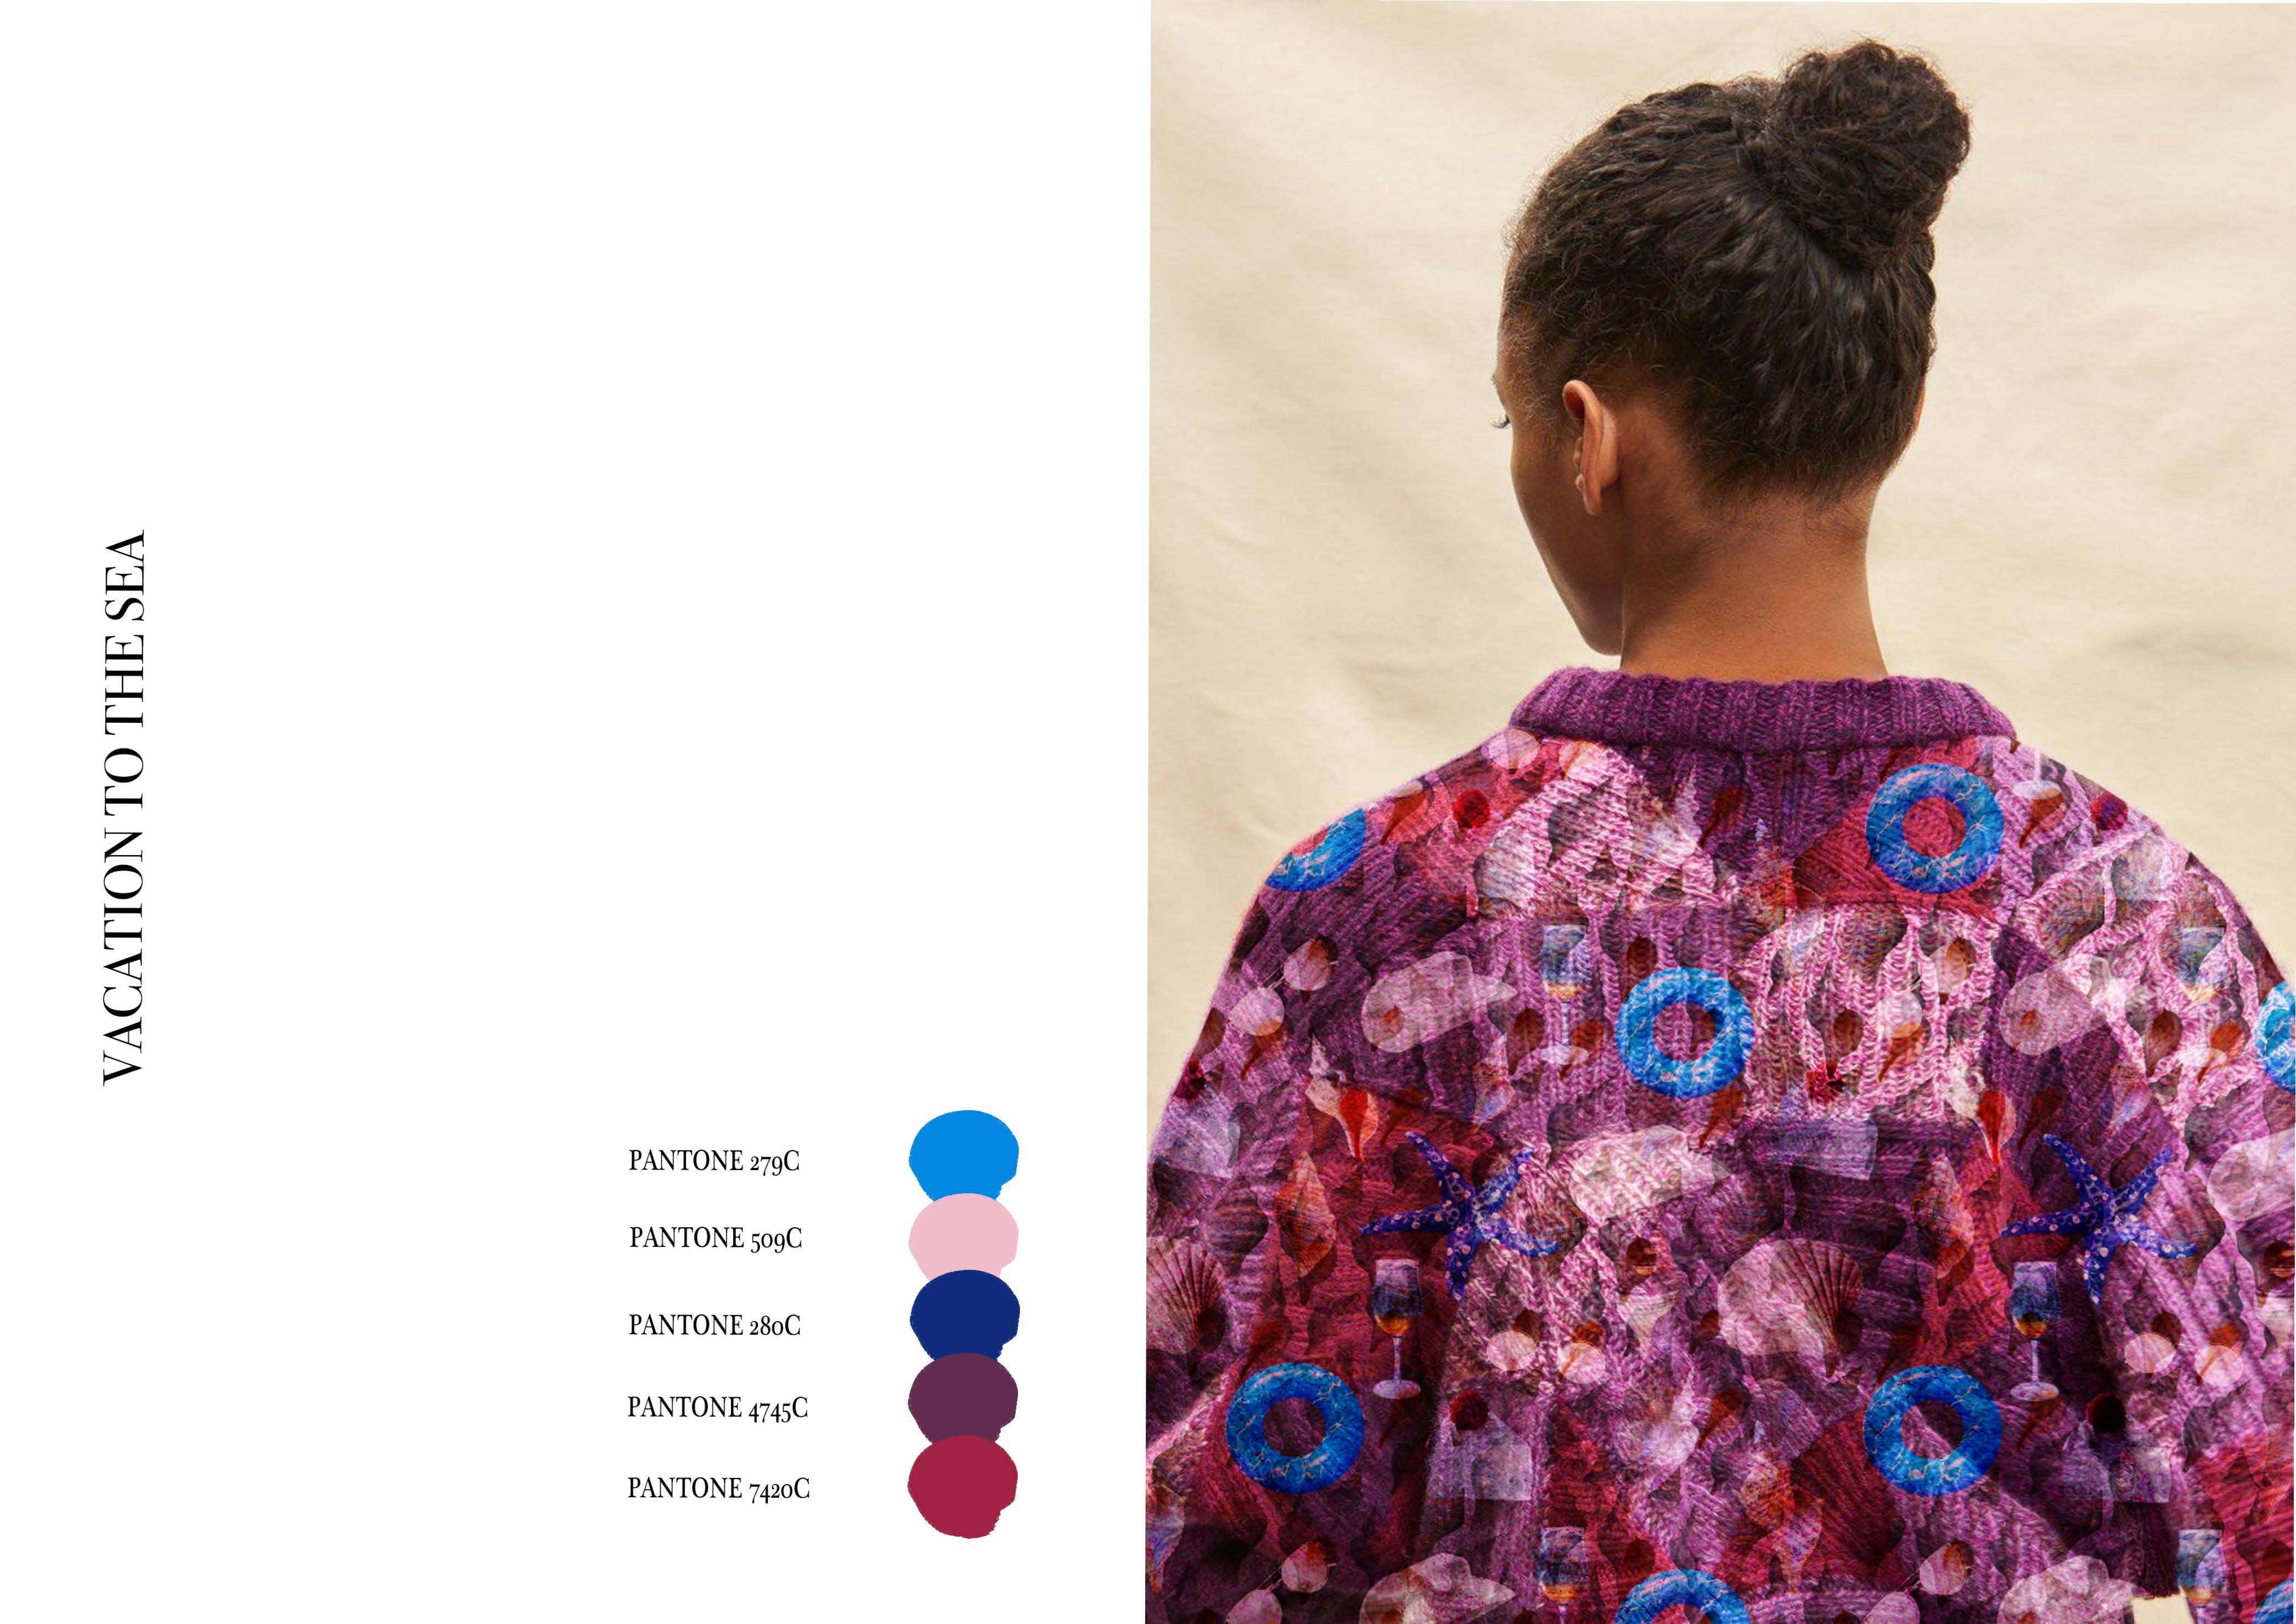 VACATION TO THE SEA
PANTONE 279C
PANTONE 509C
PANTONE 280C
PANTONE 4745C
PANTONE 7420C